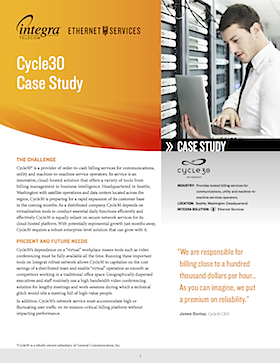 integra
TELECOM
ETHERNET SERVICES
Cycle30
Case Study
CASE STUDY
cycle30
INDUSTRY: Provides hosted billing services for
communications, utility and machine-to-machine
services operators.
LOCATION: Seattle, Washington (Headquarters)
INTEGRA SOLUTION: Ethernet Services
THE CHALLENGE
Cycle30* is a provider of order-to-cash billing services for communications,
utility and machine-to-machine service operators. Its service is an
innovative, cloud-hosted solution that offers a variety of tools from
billing management to business intelligence. Headquartered in Seattle,
Washington with satellite operations and data centers located across the
region, Cycle30 is preparing for a rapid expansion of its customer base
in the coming months. As a distributed company, Cycle30 depends on
virtualization tools to conduct essential daily functions efficiently and
effectively. Cycle30 is equally reliant on secure network services for its
cloud-hosted platform. With potentially exponential growth just months away,
Cycle30 requires a robust enterprise level solution that can grow with it.
PRESENT AND FUTURE NEEDS
Cycle30's dependence on a "virtual" workplace means tools such as video
conferencing must be fully available all the time. Running these important
tools on Integra's robust network allows Cycle30 to capitalize on the cost
savings of a distributed team and enable "virtual" operation as smooth as
competitors working in a traditional office space. Geographically dispersed
executives and staff routinely use a high bandwidth video conferencing
solution for lengthy meetings and work sessions during which a technical
glitch would idle a meeting full of high-value people.
In addition, Cycle30's network service must accommodate high or
fluctuating user traffic on its mission-critical billing platform without
impacting performance.
"We are responsible for
billing close to a hundred
thousand dollars per hour...
As you can imagine, we put
a premium on reliability."
James Dunlap, Cycle30 CEO
*Cycle30 is a wholly owned subsidiary of General Communication, Inc.
1